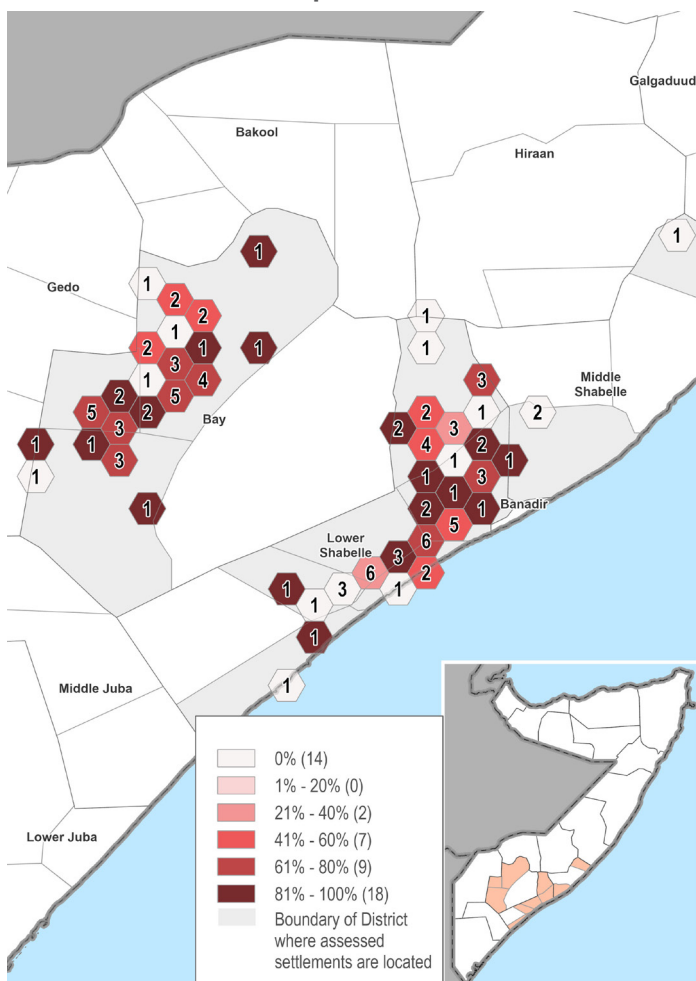 Galgaduud
Bakool
Hiraan
1
1
Gedo
1
2
2
1
1
2
1
1
1
3
1
4
3
Middle
Shabelle
2
5
5
2
2
1
2
Bay
3
2
3
1
1
4
2
3
1
1
1
1
3
1
Banadir
1
2
1
5
Lower
Shabelle
6
3
6
2
1
3
1
1
1
1
Middle Juba
Lower Juba
0% (14)
1% - 20% (0)
21% - 40% (2)
41% - 60% (7)
61% - 80% (9)
81% - 100% (18)
Boundary of District
where assessed
settlements are located